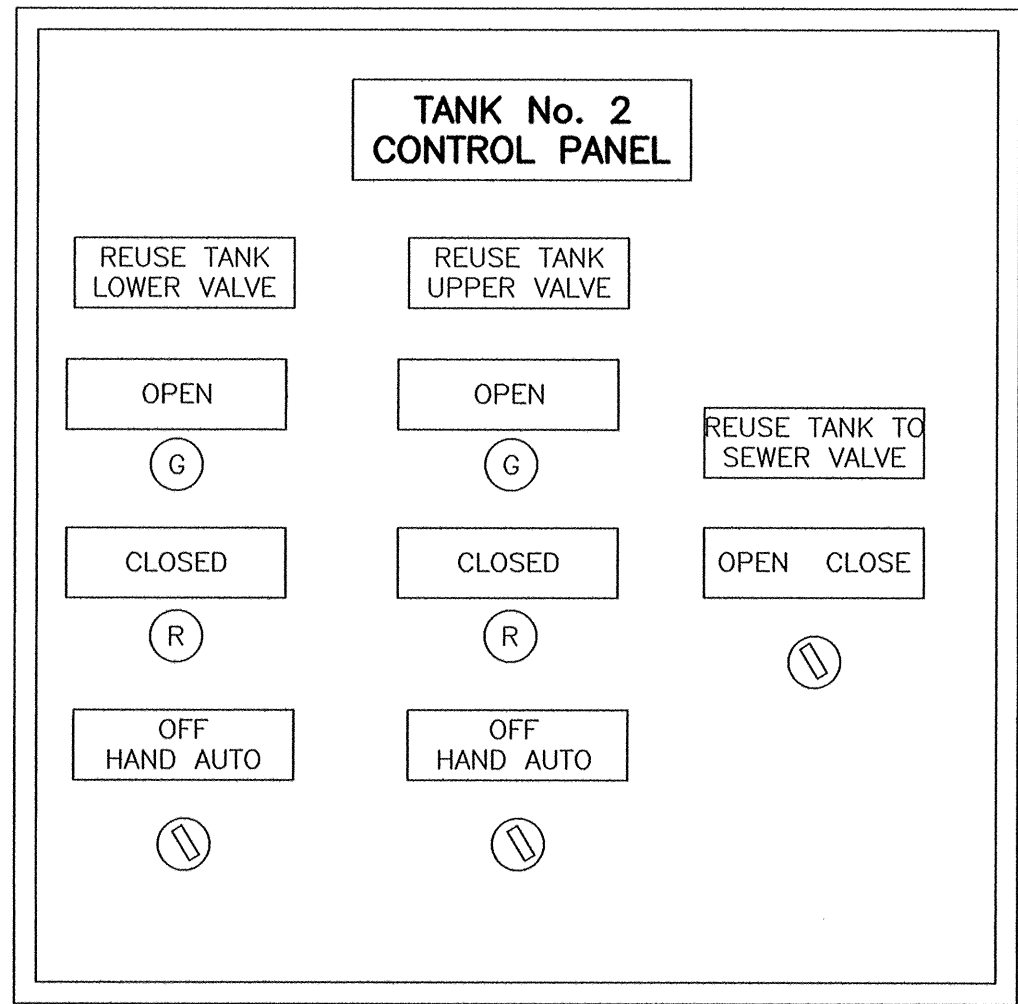 TANK No. 2
CONTROL PANEL
REUSE TANK
LOWER VALVE
OPEN
G
CLOSED
R
OFF
HAND AUTO
REUSE TANK
UPPER VALVE
OPEN
G
CLOSED
R
OFF
HAND AUTO
REUSE TANK TO
SEWER VALVE
OPEN CLOSE